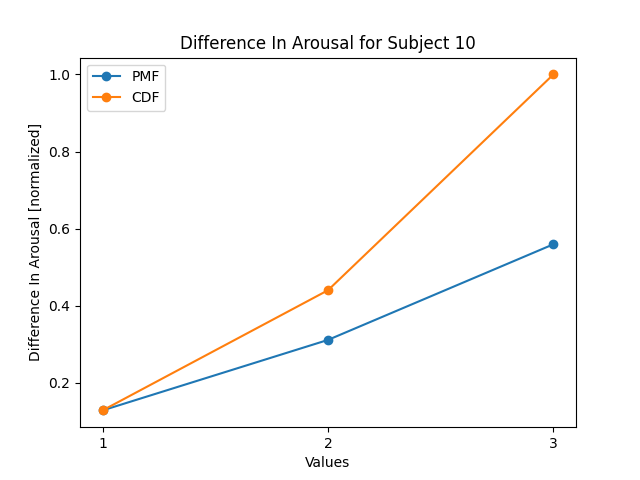 Difference In Arousal for Subject 10
PMF
CDF
1.0
0.8
0.6
0.4
0.2
Difference In Arousal [normalized]
1
2
3
Values